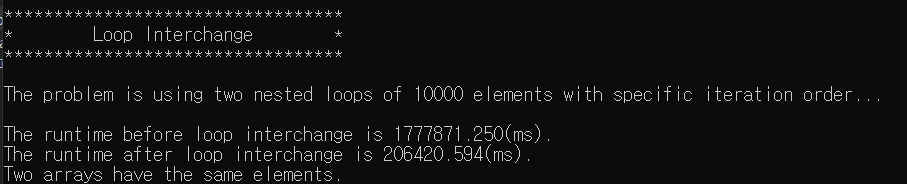 **********************************
*        Loop Interchange        *
**********************************
The problem is using two nested loops of 10000 elements with specific iteration order...
The runtime before loop interchange is 1777871.250(ms).
The runtime after loop interchange is 206420.594(ms).
Two arrays have the same elements.